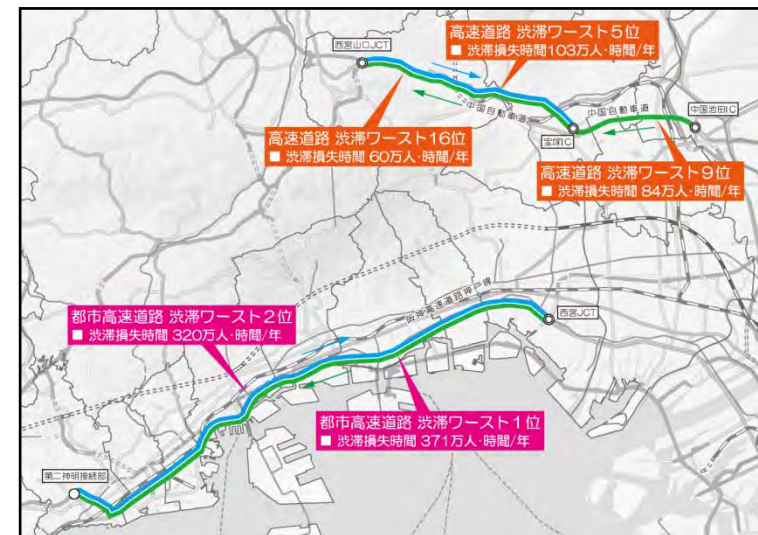 西宮山口JCT
高速道路 渋滞ワースト5位
■ 渋滞損失時間103万人・時間/年
中国自動車道
中国自動車道
中国池田IC
高速道路 渋滞ワースト16位
■ 渋滞損失時間 60万人・時間/年
宝塚IC
高速道路 渋滞ワースト9位
■ 渋滞損失時間 84万人・時間/年
阪神高速道路神戸線
都市高速道路 渋滞ワースト2位
■ 渋滞損失時間 320万人・時間/年
西宮JCT
都市高速道路 渋滞ワースト1位
■ 渋滞損失時間 371万人・時間/年
第二神明接続部